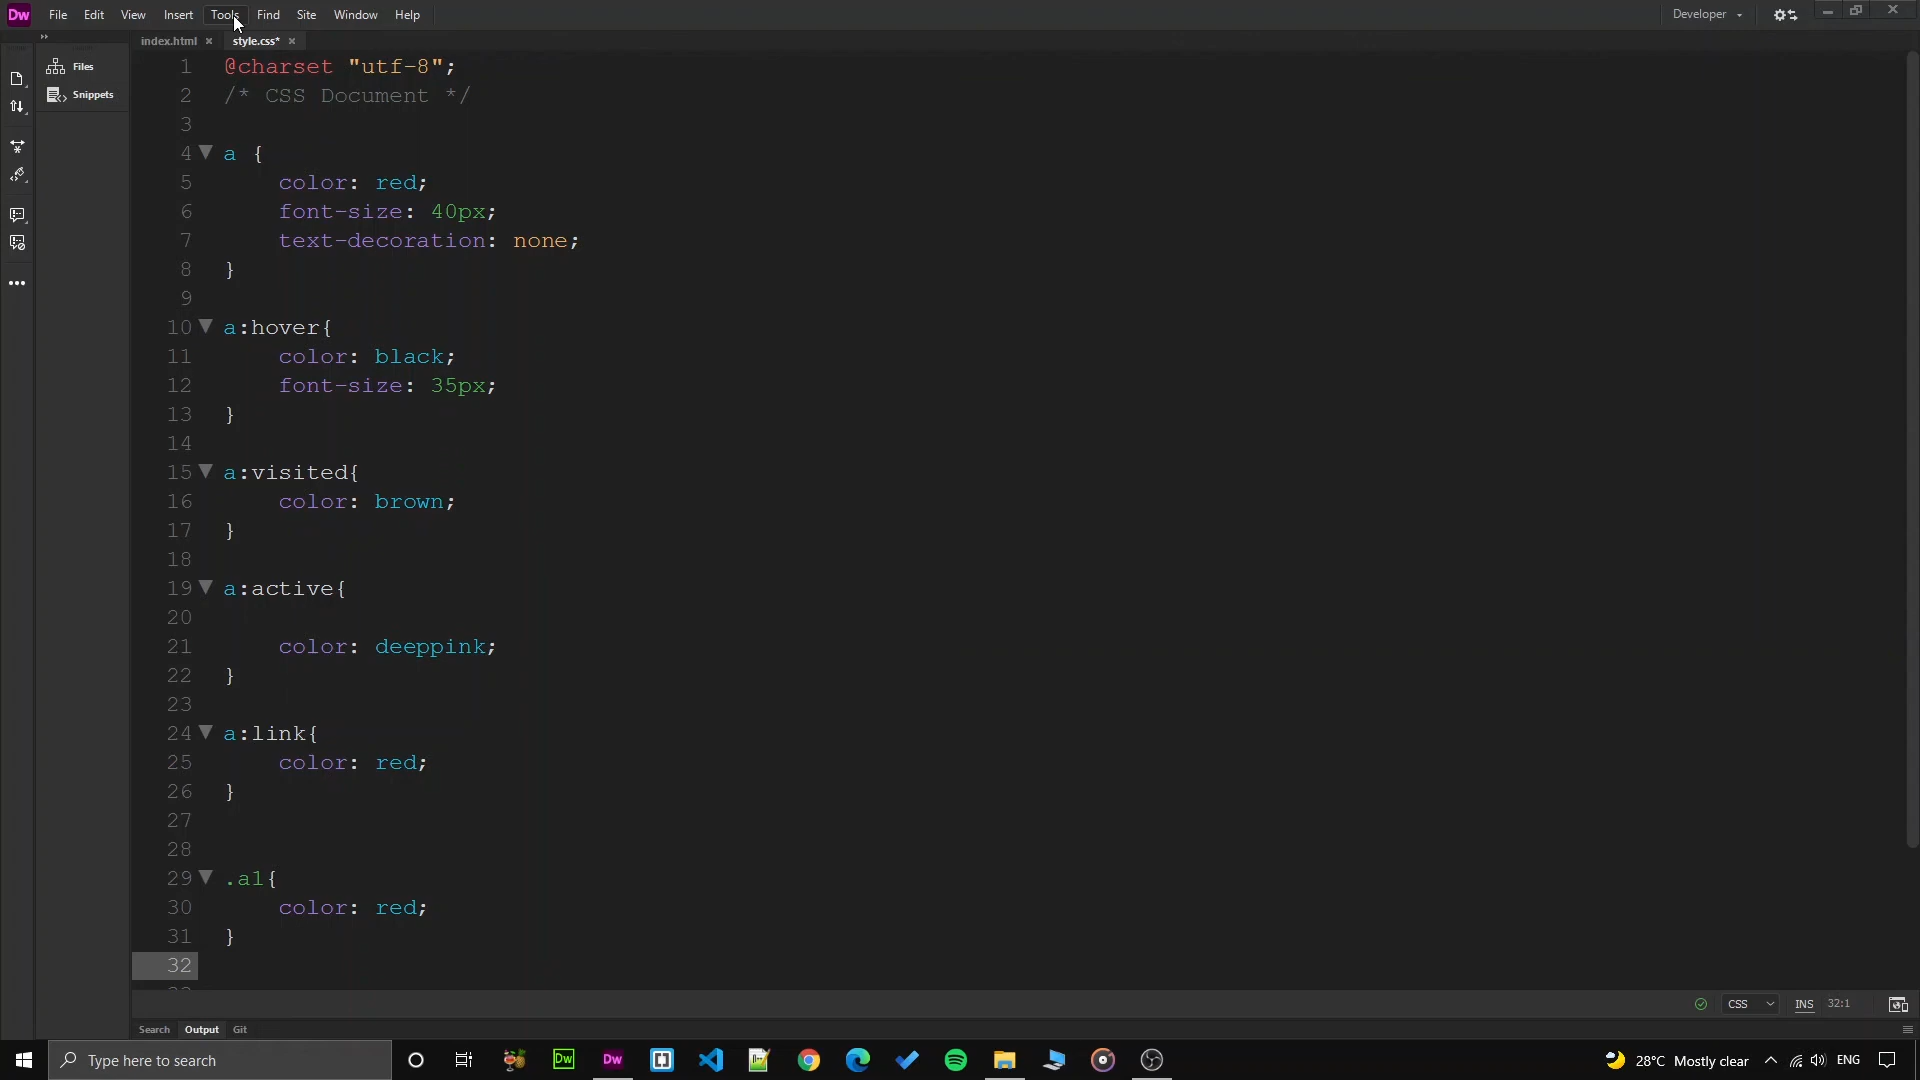 Dw File Edit View Insert Tools Find Site Window Help Developer
index.html style.css*
Files
Snippets
1 @charset "utf-8";
2 /* CSS Document */
3
4 a {
5 color: red;
6 font-size: 40px;
7 text-decoration: none;
8 }
9
10 a:hover{
11 color: black;
12 font-size: 35px;
13 }
14
15 a:visited{
16 color: brown;
17 }
18
19 a:active{
20
21 color: deeppink;
22 }
23
24 a:link{
25 color: red;
26 }
27
28
29 .a1{
30 color: red;
31 }
32
CSS INS 32:1
Search Output Git
Type here to search Dw Dw 28°C Mostly clear ENG